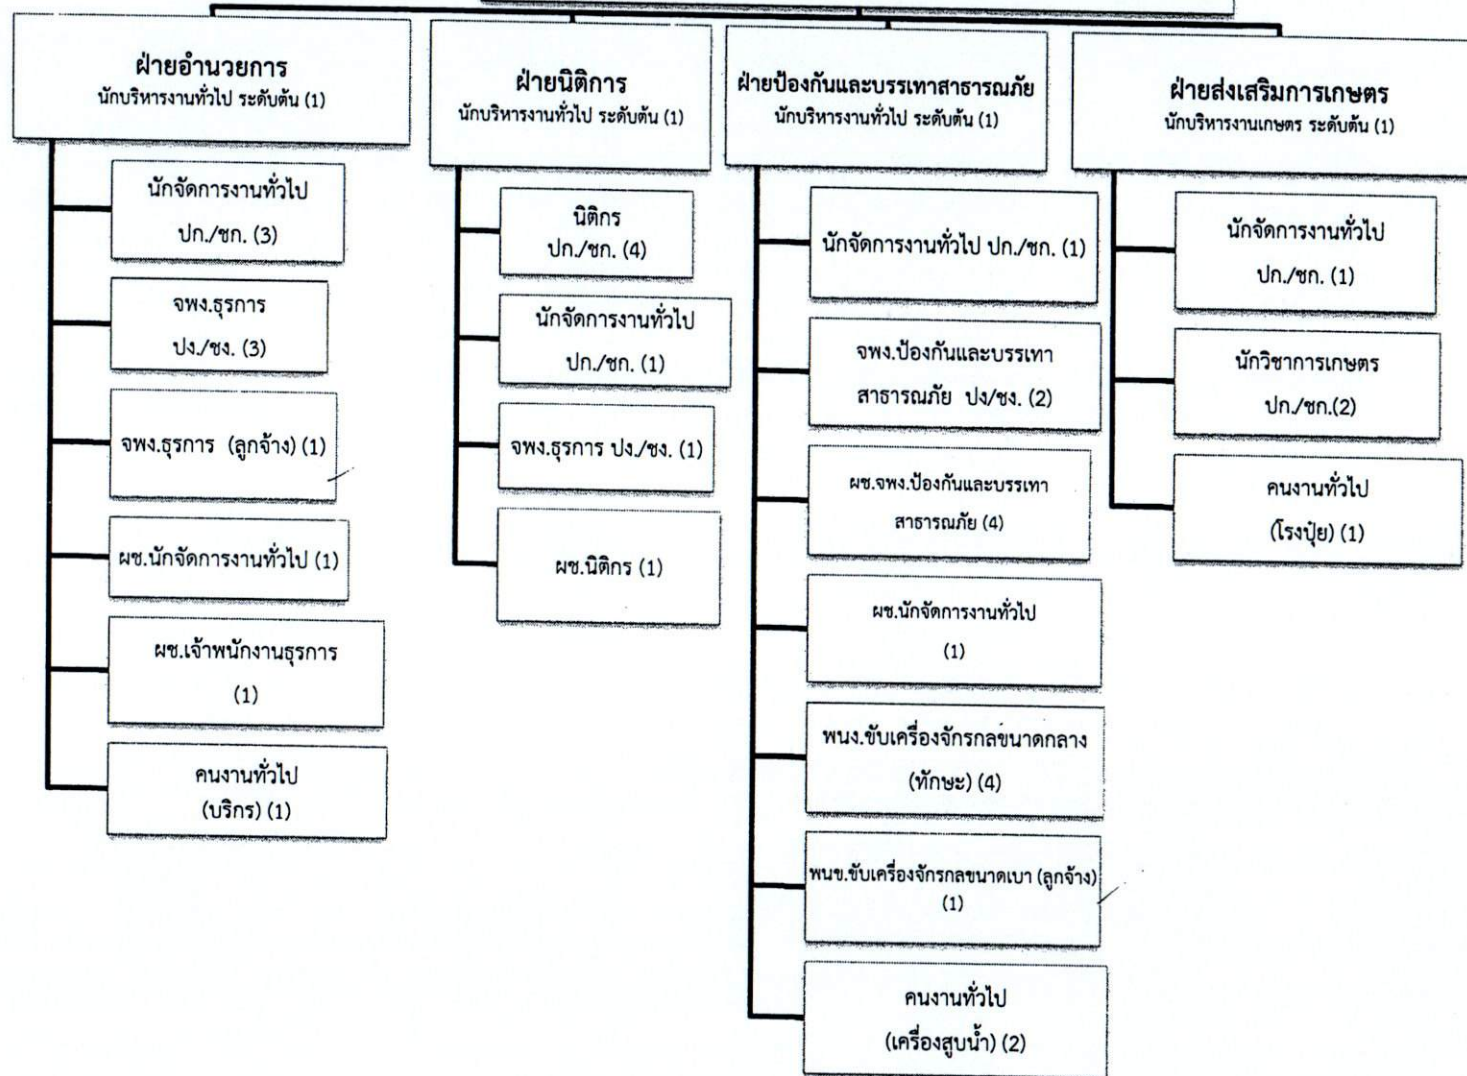 ฝ่ายอำนวยการ
นักบริหารงานทั่วไป ระดับต้น (1)
นักจัดการงานทั่วไป
ปก./ชก. (3)
จพง.ธุรการ
ปง./ชง. (3)
จพง.ธุรการ (ลูกจ้าง) (1)
ผช.นักจัดการงานทั่วไป (1)
ผช.เจ้าพนักงานธุรการ
(1)
คนงานทั่วไป
(บริกร) (1)
ฝ่ายนิติการ
นักบริหารงานทั่วไป ระดับต้น (1)
นิติกร
ปก./ชก. (4)
นักจัดการงานทั่วไป
ปก./ชก. (1)
จพง.ธุรการ ปง./ชง. (1)
ผช.นิติกร (1)
ฝ่ายป้องกันและบรรเทาสาธารณภัย
นักบริหารงานทั่วไป ระดับต้น (1)
นักจัดการงานทั่วไป ปก./ชก. (1)
จพง.ป้องกันและบรรเทา
สาธารณภัย ปง/ชง. (2)
ผช.จพง.ป้องกันและบรรเทา
สาธารณภัย (4)
ผช.นักจัดการงานทั่วไป
(1)
พนง.ขับเครื่องจักรกลขนาดกลาง
(ทักษะ) (4)
พนข.ขับเครื่องจักรกลขนาดเบา (ลูกจ้าง)
(1)
คนงานทั่วไป
(เครื่องสูบน้ำ) (2)
ฝ่ายส่งเสริมการเกษตร
นักบริหารงานเกษตร ระดับต้น (1)
นักจัดการงานทั่วไป
ปก./ชก. (1)
นักวิชาการเกษตร
ปก./ชก.(2)
คนงานทั่วไป
(โรงปุ๋ย) (1)